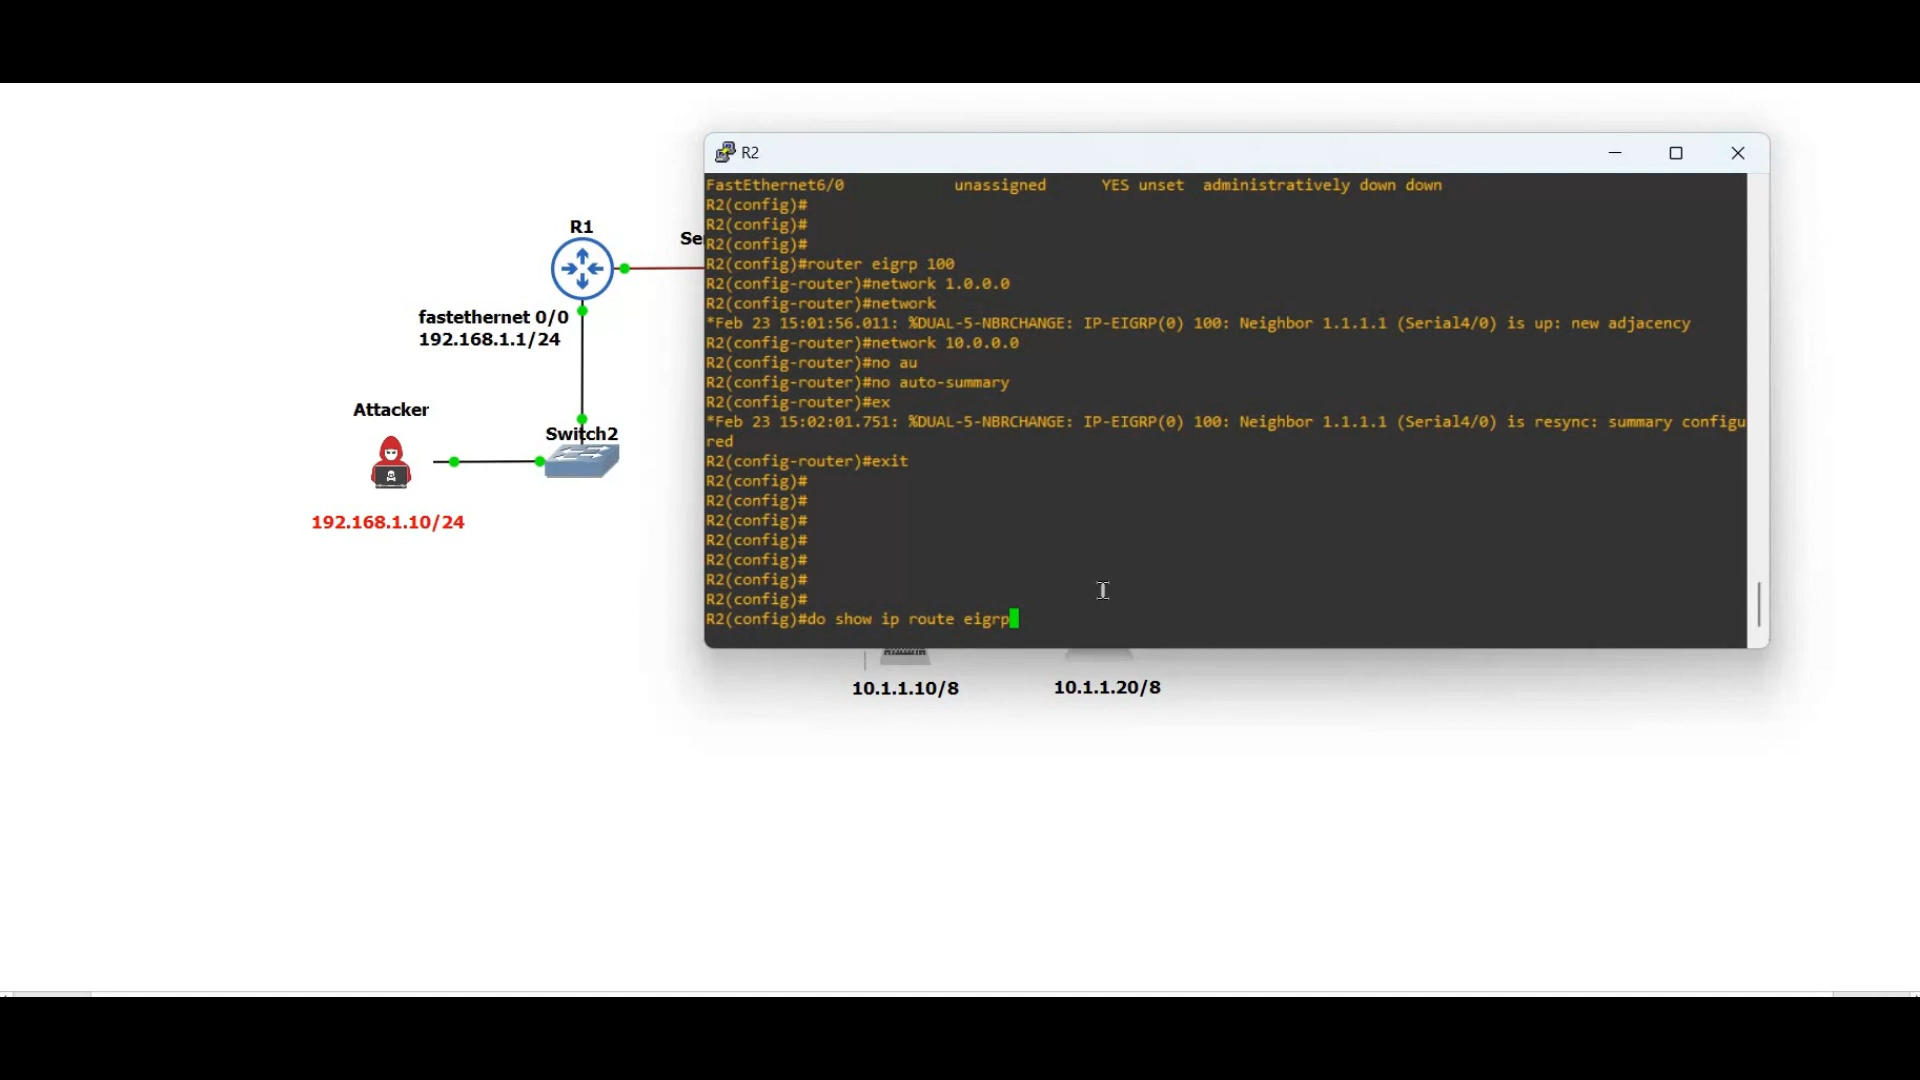 R2
FastEthernet6/0 unassigned YES unset administratively down down
R2(config)#
R2(config)#
R2(config)#
R2(config)#router eigrp 100
R2(config-router)#network 1.0.0.0
R2(config-router)#network
*Feb 23 15:01:56.011: %DUAL-5-NBRCHANGE: IP-EIGRP(0) 100: Neighbor 1.1.1.1 (Serial4/0) is up: new adjacency
R2(config-router)#network 10.0.0.0
R2(config-router)#no au
R2(config-router)#no auto-summary
R2(config-router)#ex
*Feb 23 15:02:01.751: %DUAL-5-NBRCHANGE: IP-EIGRP(0) 100: Neighbor 1.1.1.1 (Serial4/0) is resync: summary configu
red
R2(config-router)#exit
R2(config)#
R2(config)#
R2(config)#
R2(config)#
R2(config)#
R2(config)#
R2(config)#
R2(config)#do show ip route eigrp
R1
Se
fastethernet 0/0
192.168.1.1/24
Attacker
Switch2
192.168.1.10/24
10.1.1.10/8
10.1.1.20/8